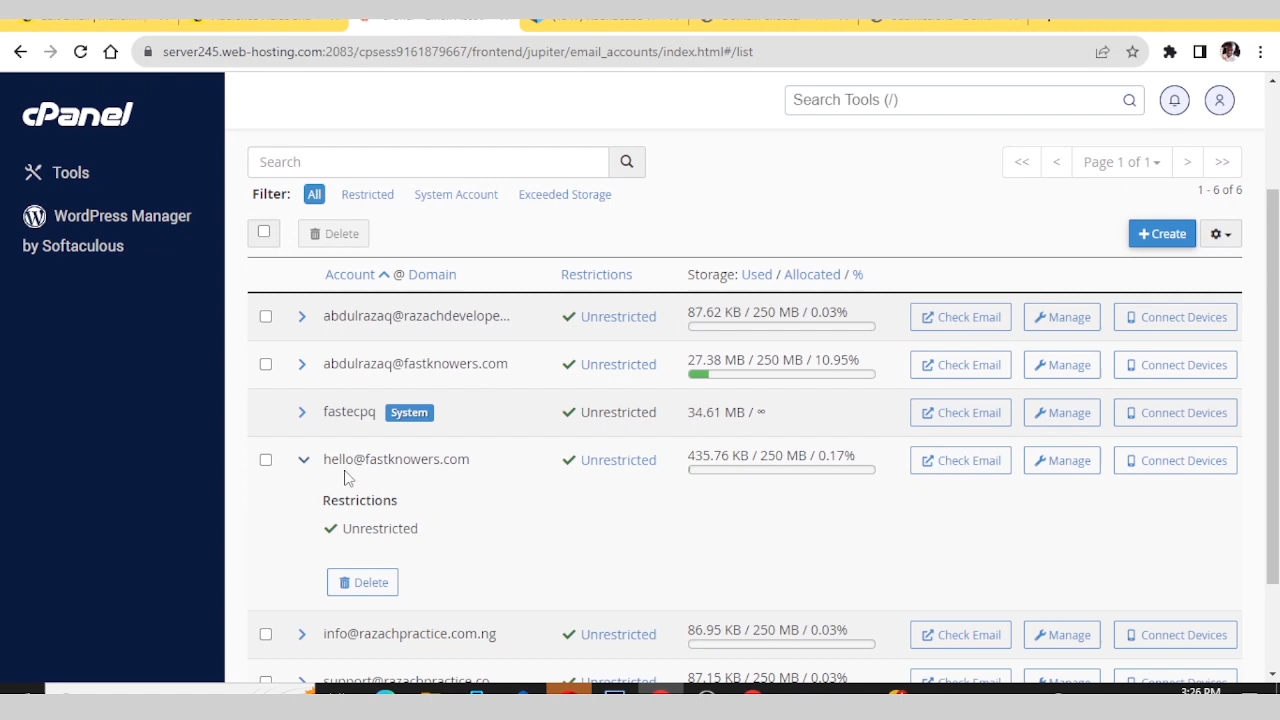 server245.web-hosting.com:2083/cpsess9161879667/frontend/jupiter/email_accounts/index.html#/list
cPanel
Search Tools (/)
Tools
WordPress Manager
by Softaculous
Search
<< < Page 1 of 1 > >>
1 - 6 of 6
Filter: All Restricted System Account Exceeded Storage
Delete
+ Create
Account @ Domain Restrictions Storage: Used / Allocated / %
abdulrazaq@razachdevelope... Unrestricted 87.62 KB / 250 MB / 0.03% Check Email Manage Connect Devices
abdulrazaq@fastknowers.com Unrestricted 27.38 MB / 250 MB / 10.95% Check Email Manage Connect Devices
fastecpq System Unrestricted 34.61 MB / ∞ Check Email Manage Connect Devices
hello@fastknowers.com Unrestricted 435.76 KB / 250 MB / 0.17% Check Email Manage Connect Devices
Restrictions
Unrestricted
Delete
info@razachpractice.com.ng Unrestricted 86.95 KB / 250 MB / 0.03% Check Email Manage Connect Devices
support@razachpractice.co... 87.15 KB / 250 MB / 0.03%
3:26 PM